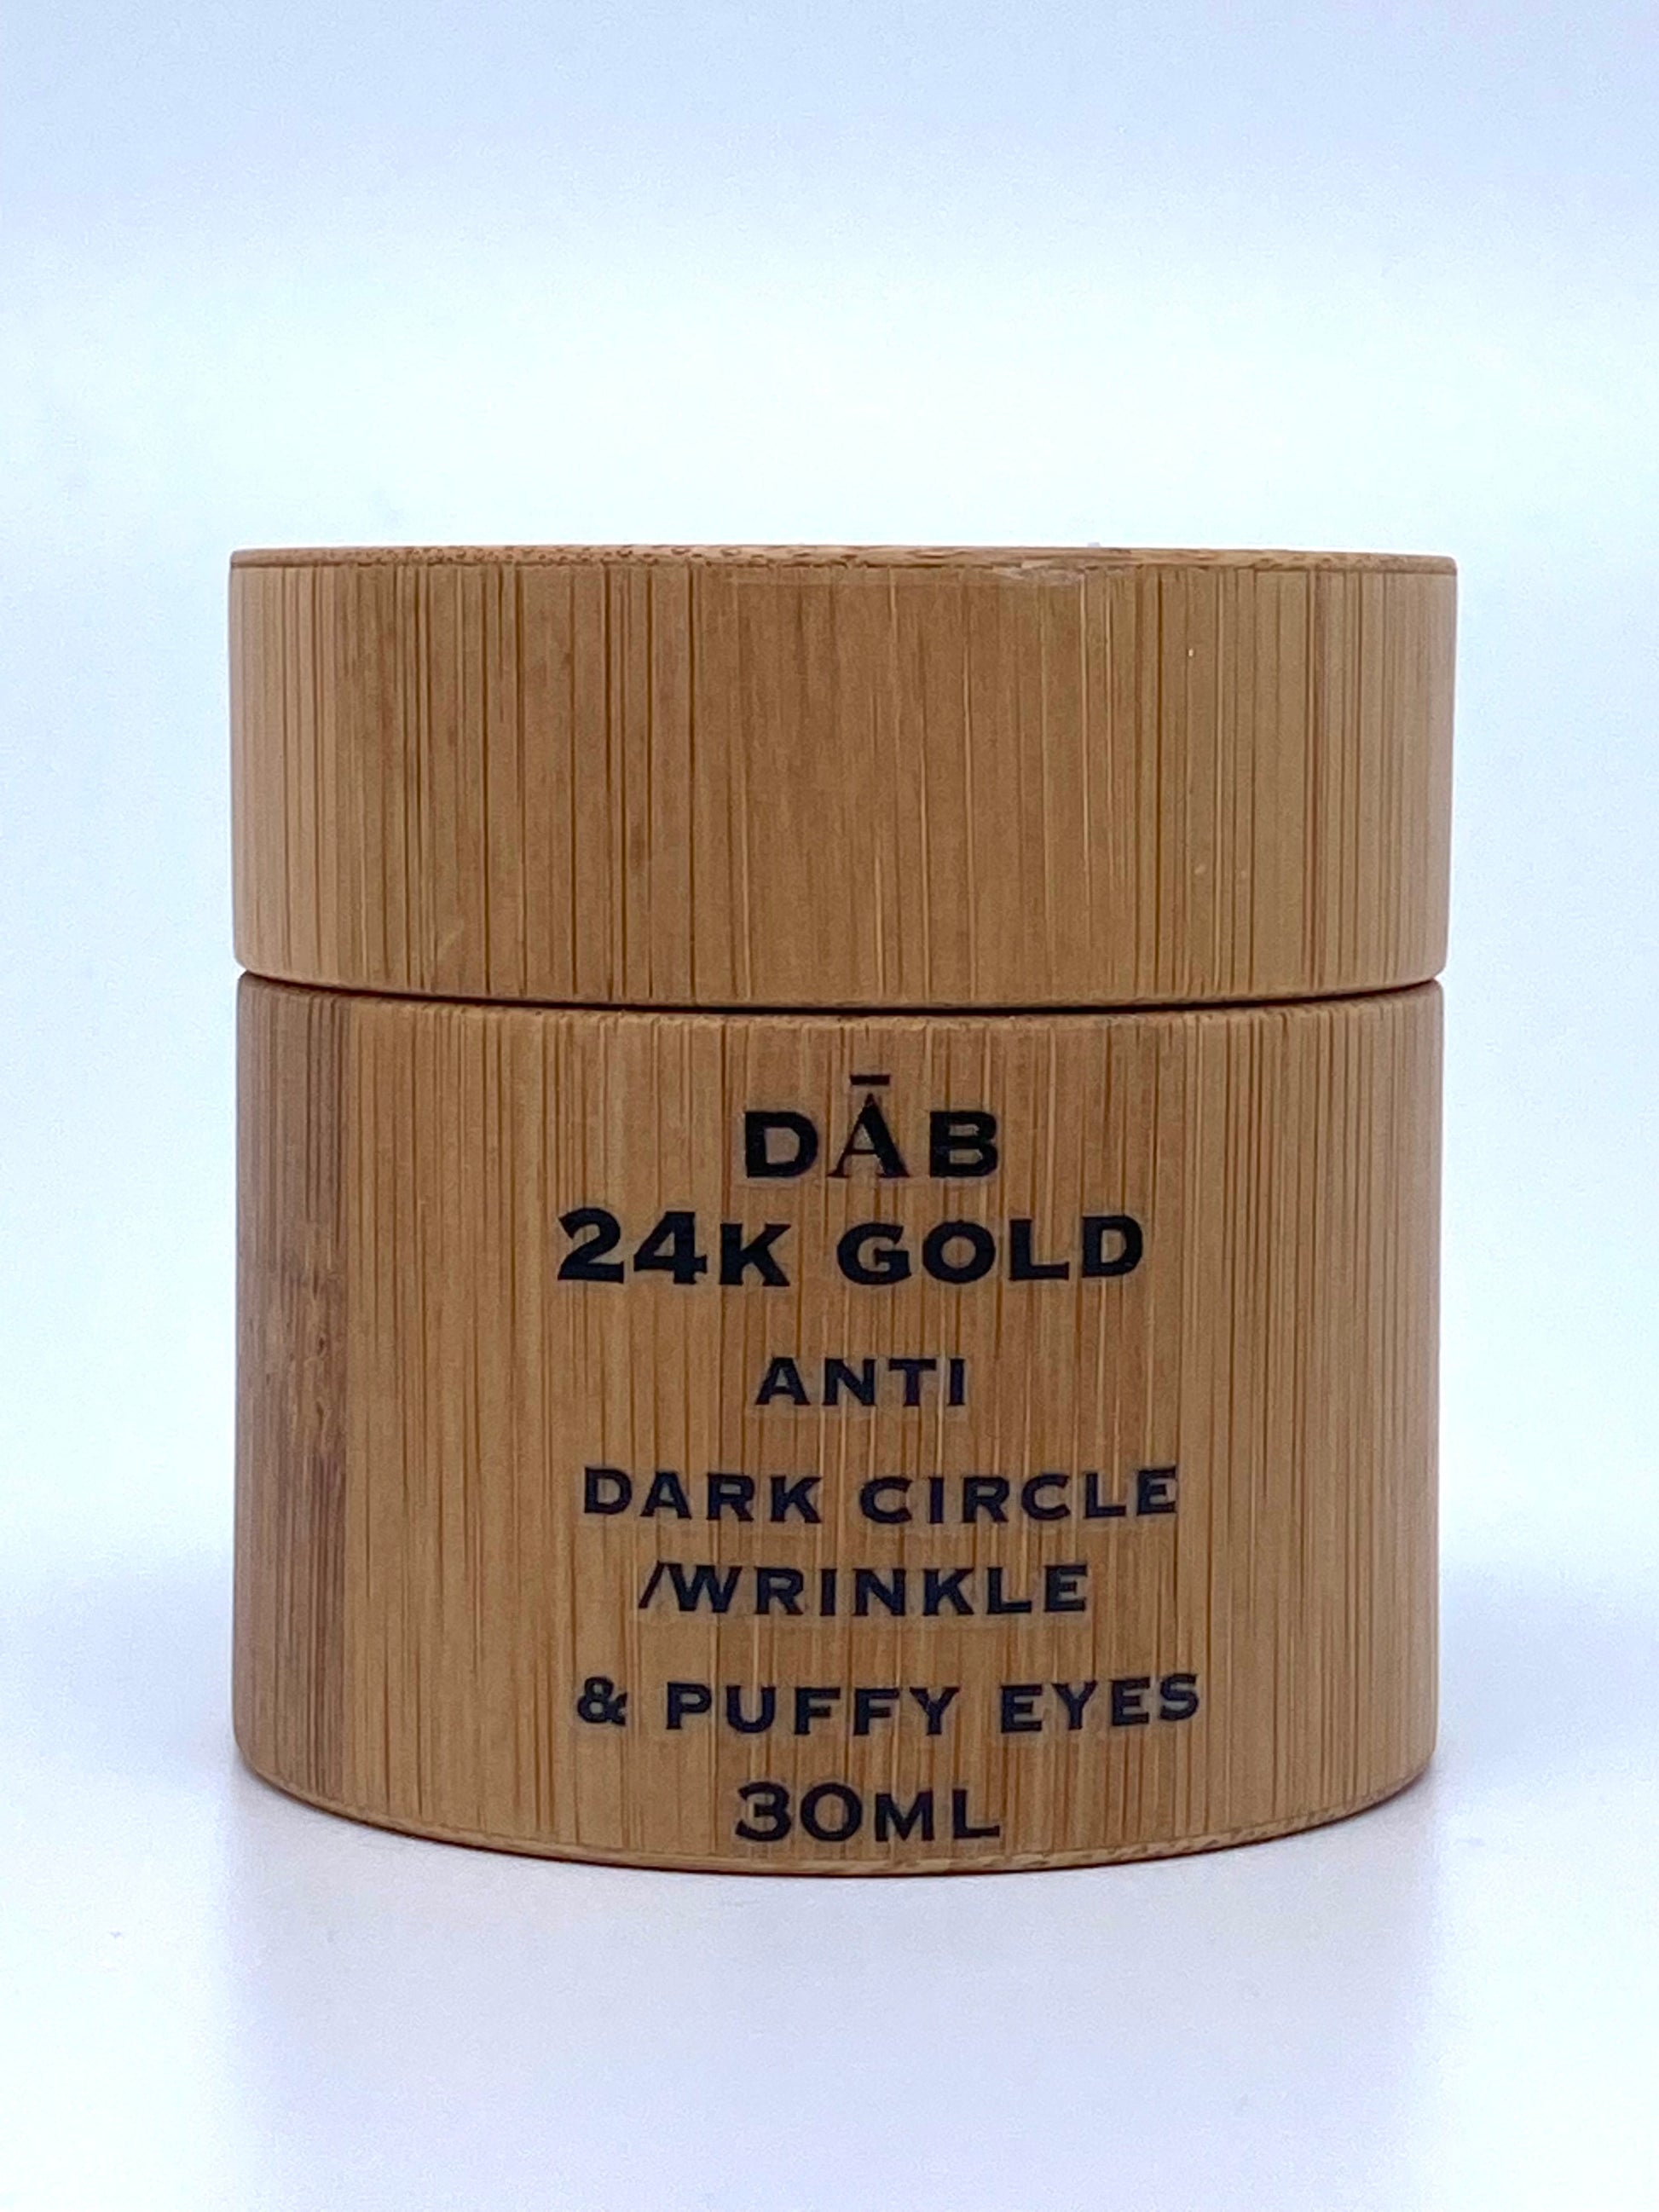 DĀB
24K GOLD
ANTI
DARK CIRCLE
/WRINKLE
& PUFFY EYES
30ML